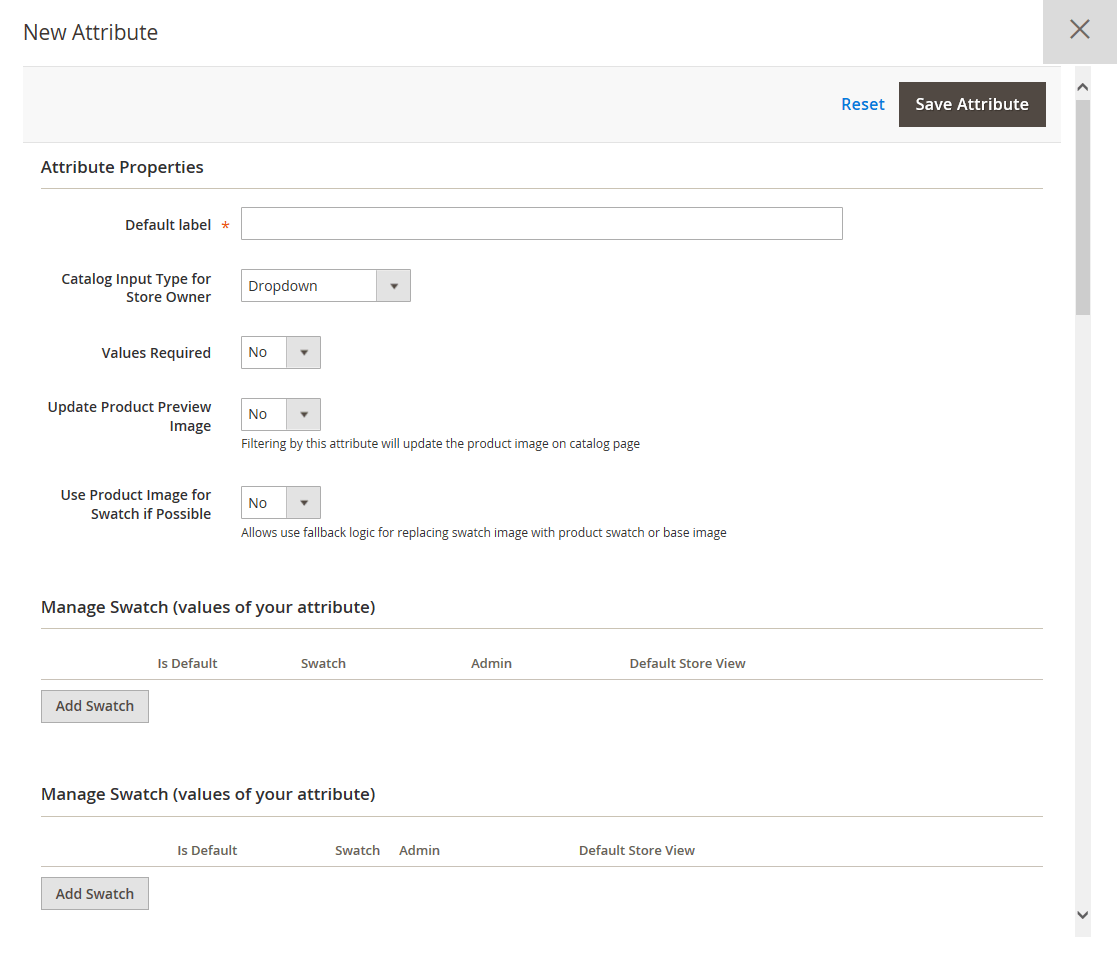 New Attribute
Reset
Save Attribute
Attribute Properties
Default label *
Catalog Input Type for
Store Owner
Dropdown
Values Required
No
Update Product Preview
Image
No
Filtering by this attribute will update the product image on catalog page
Use Product Image for
Swatch if Possible
No
Allows use fallback logic for replacing swatch image with product swatch or base image
Manage Swatch (values of your attribute)
Is Default Swatch Admin Default Store View
Add Swatch
Manage Swatch (values of your attribute)
Is Default Swatch Admin Default Store View
Add Swatch